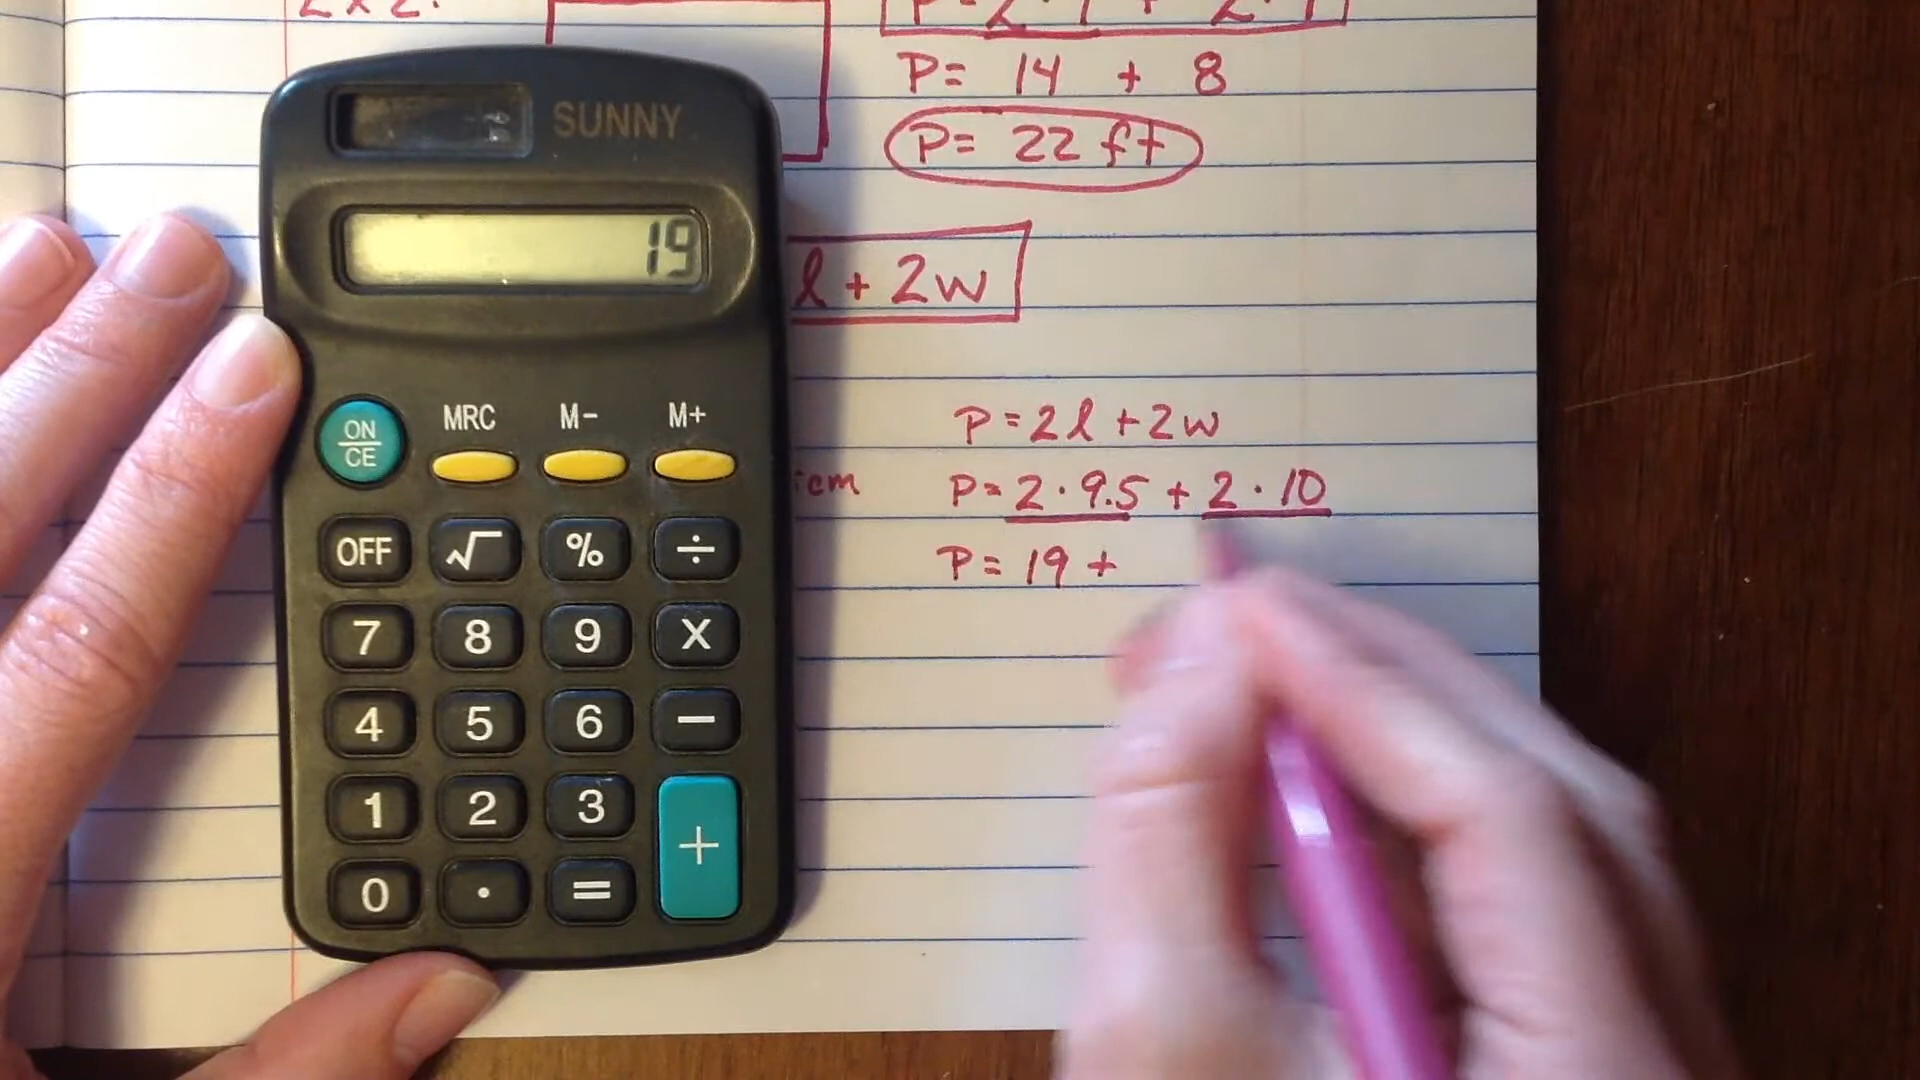 P= 14 + 8
P= 22 ft
l + 2w
P=2l+2w
cm P=2·9.5+2·10
P=19+
SUNNY
19
ON
CE
MRC M- M+
OFF √ % ÷
7 8 9 X
4 5 6 −
1 2 3 +
0 . =